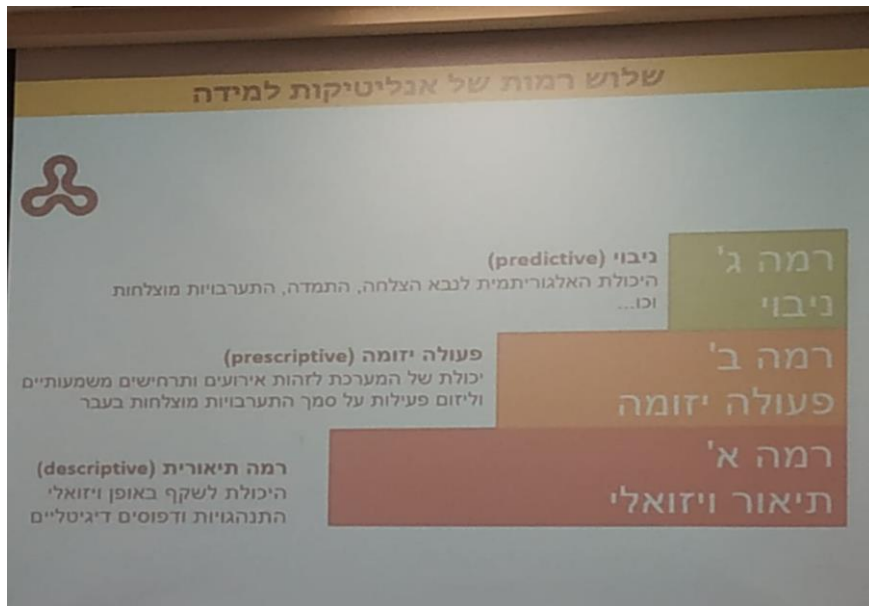 שלוש רמות של אנליטיקות למידה
רמה ג'
ניבוי
ניבוי (predictive)
היכולת האלגוריתמית לנבא הצלחה, התמדה, התערבויות מוצלחות
וכו...
רמה ב'
פעולה יזומה
פעולה יזומה (prescriptive)
יכולת של המערכת לזהות אירועים ותרחישים משמעותיים
וליזום פעילות על סמך התערבויות מוצלחות בעבר
רמה א'
תיאור ויזואלי
רמה תיאורית (descriptive)
היכולת לשקף באופן ויזואלי
התנהגויות ודפוסים דיגיטליים